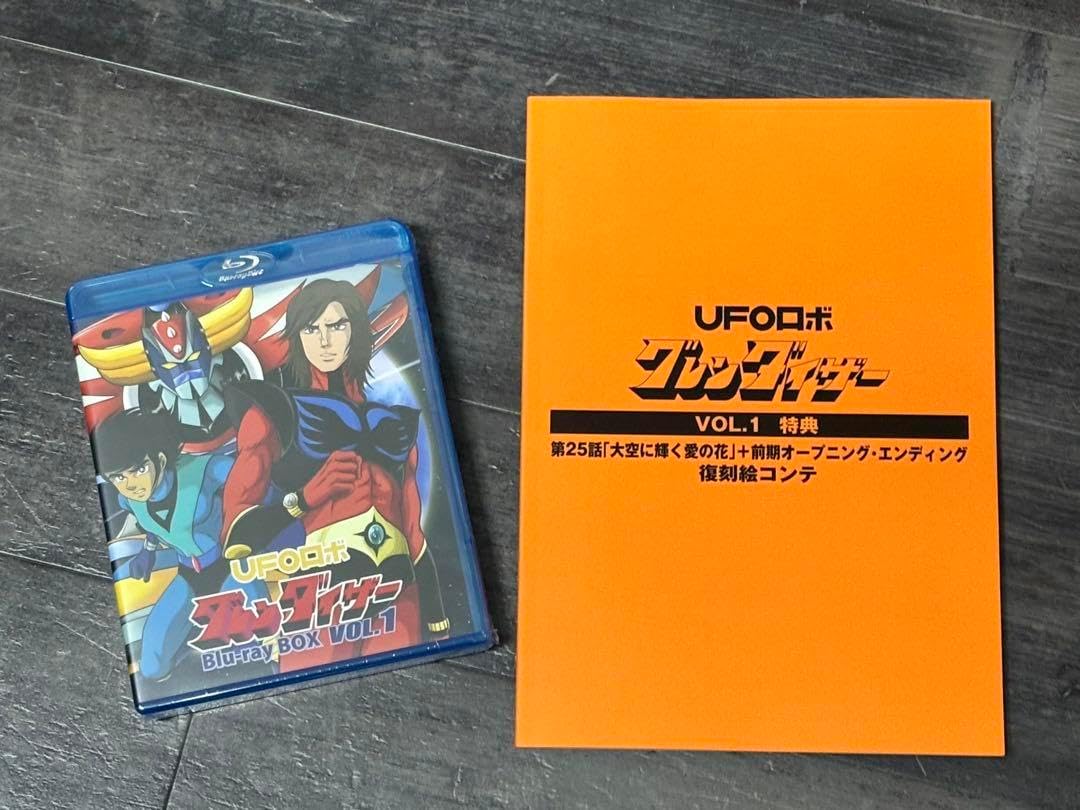 Blu-ray Disc
UFOロボ
グレンダイザー
Blu-ray BOX VOL.1
UFOロボ
グレンダイザー
VOL.1 特典
第25話「大空に輝く愛の花」+前期オープニング・エンディング
復刻絵コンテ